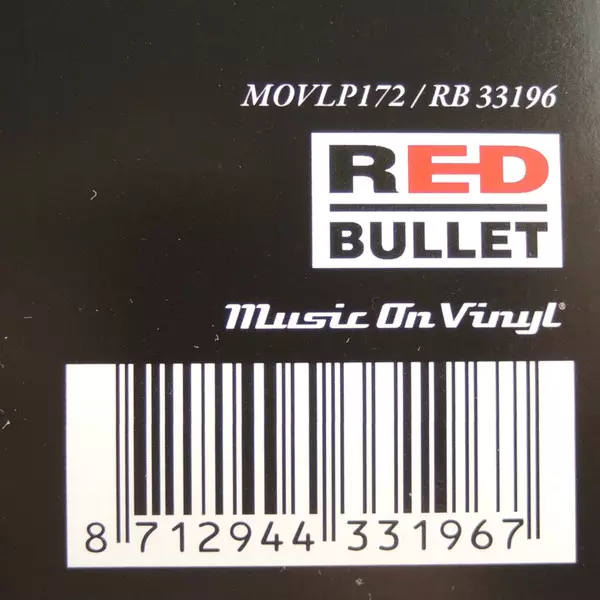 MOVLP172 / RB 33196
RED
BULLET
Music On Vinyl®
8 712944 331967